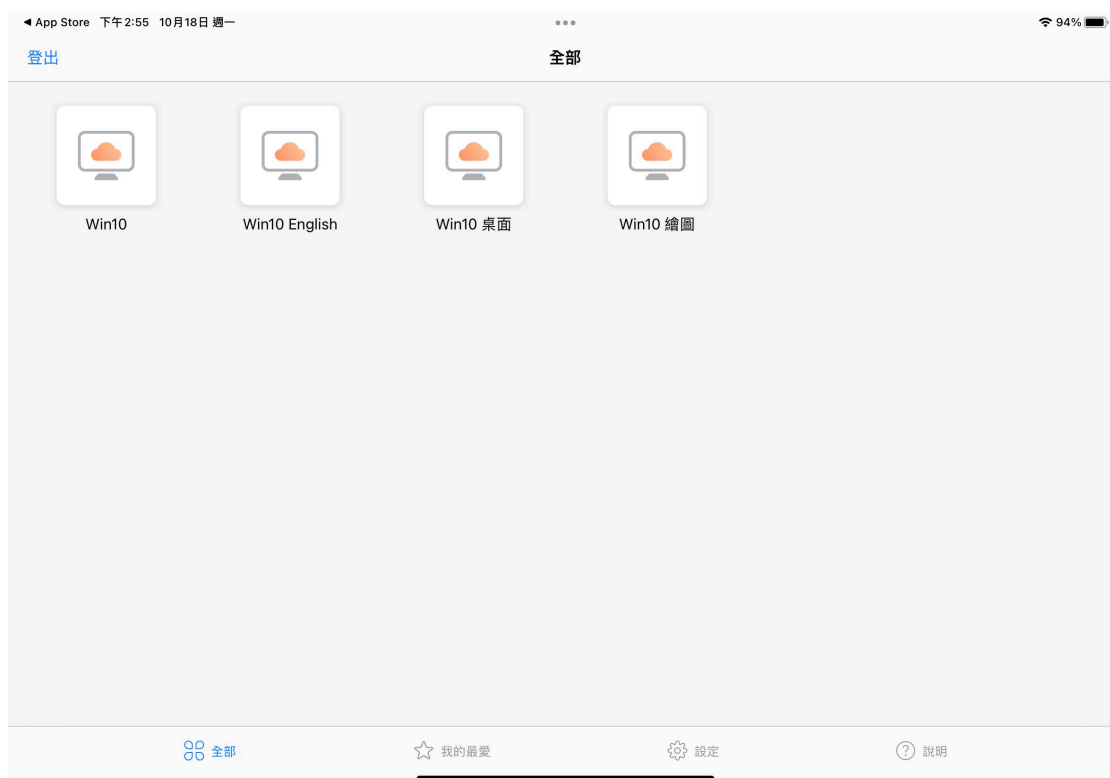 ◀ App Store 下午2:55 10月18日 週一 94%
登出 全部
Win10 Win10 English Win10 桌面 Win10 繪圖
全部 我的最愛 設定 說明